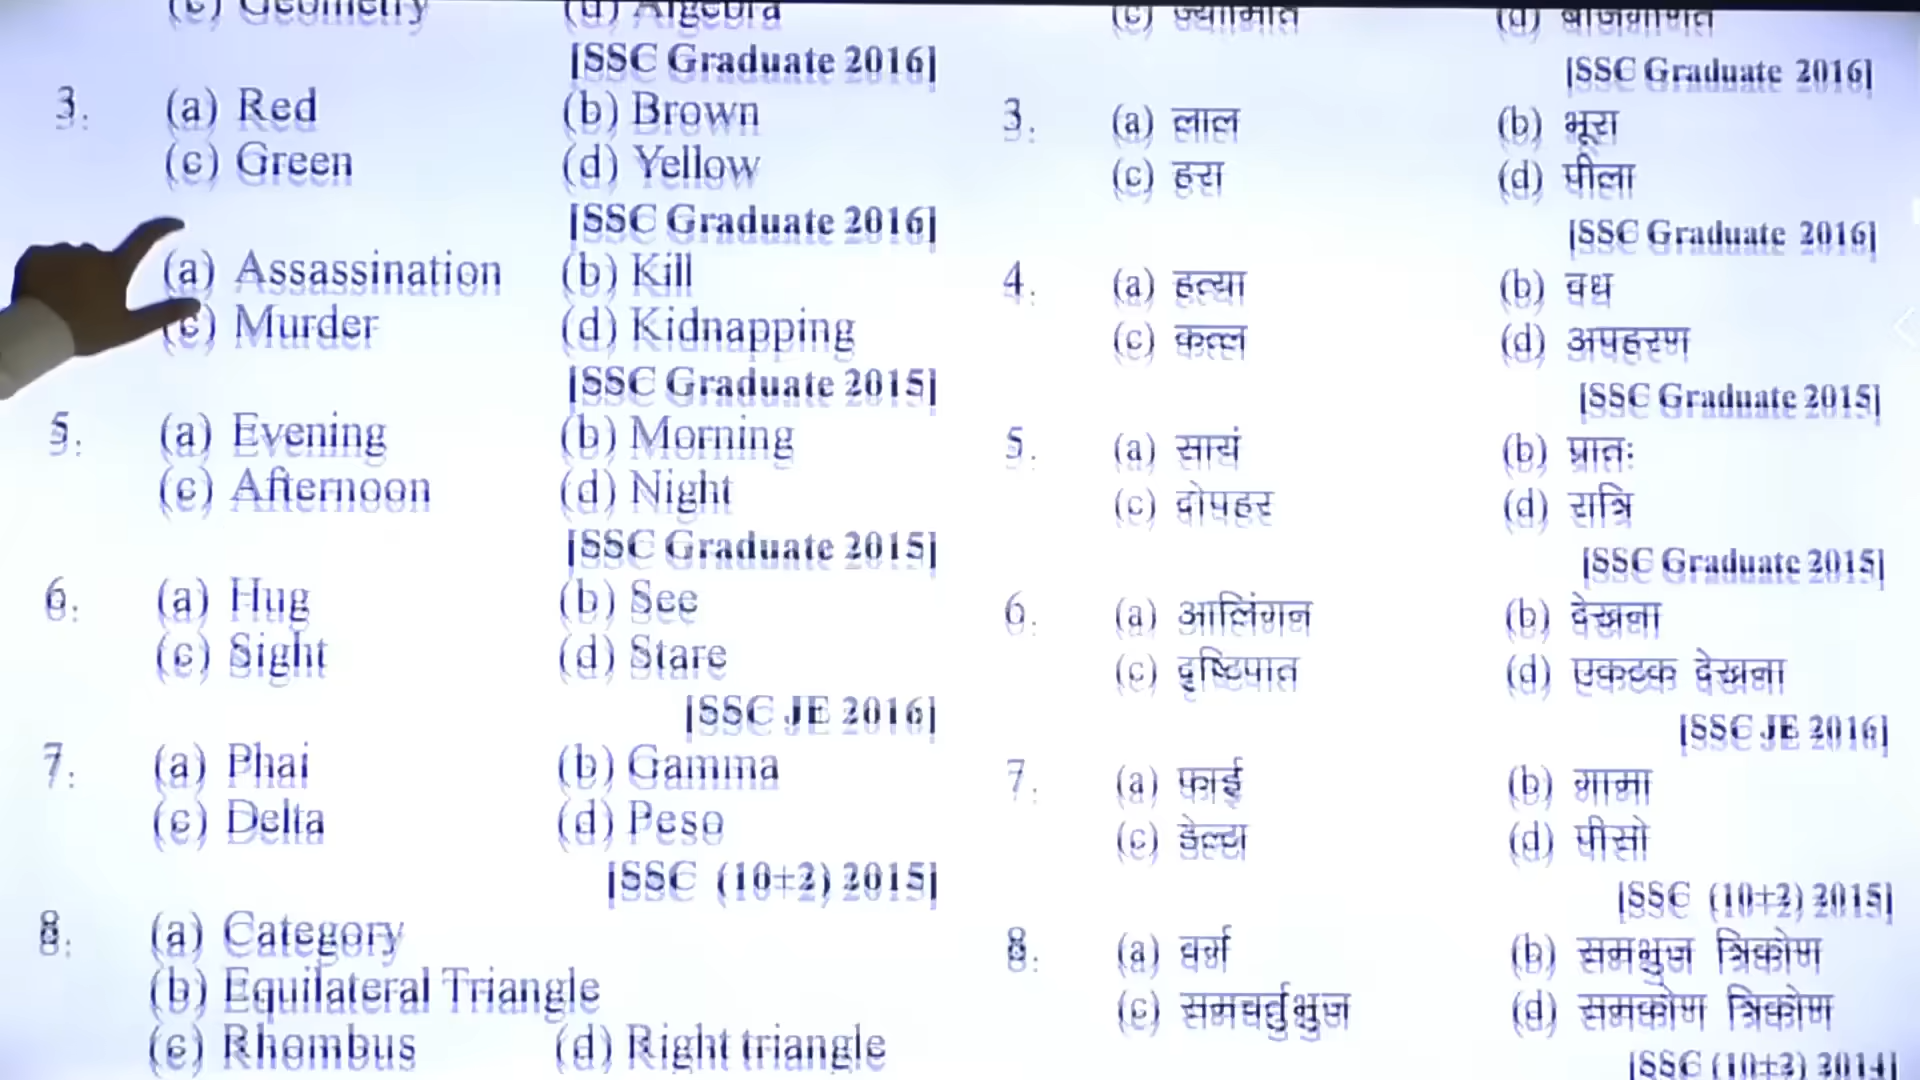 (c) Geometry (d) Algebra
[SSC Graduate 2016]
3. (a) Red (b) Brown
(c) Green (d) Yellow
[SSC Graduate 2016]
(a) Assassination (b) Kill
(c) Murder (d) Kidnapping
[SSC Graduate 2015]
5. (a) Evening (b) Morning
(c) Afternoon (d) Night
[SSC Graduate 2015]
6. (a) Hug (b) See
(c) Sight (d) Stare
[SSC JE 2016]
7. (a) Phai (b) Gamma
(c) Delta (d) Peso
[SSC (10+2) 2015]
8. (a) Category
(b) Equilateral Triangle
(c) Rhombus (d) Right triangle
(c) ज्यामिति (d) बीजगणित
[SSC Graduate 2016]
3. (a) लाल (b) भूरा
(c) हरा (d) पीला
[SSC Graduate 2016]
4. (a) हत्या (b) वध
(c) कत्ल (d) अपहरण
[SSC Graduate 2015]
5. (a) सायं (b) प्रातः
(c) दोपहर (d) रात्रि
[SSC Graduate 2015]
6. (a) आलिंगन (b) देखना
(c) दृष्टिपात (d) एकटक देखना
[SSC JE 2016]
7. (a) फाई (b) गामा
(c) डेल्टा (d) पीसो
[SSC (10+2) 2015]
8. (a) वर्ग (b) समभुज त्रिकोण
(c) समचर्तुभुज (d) समकोण त्रिकोण
[SSC (10+2) 2014]